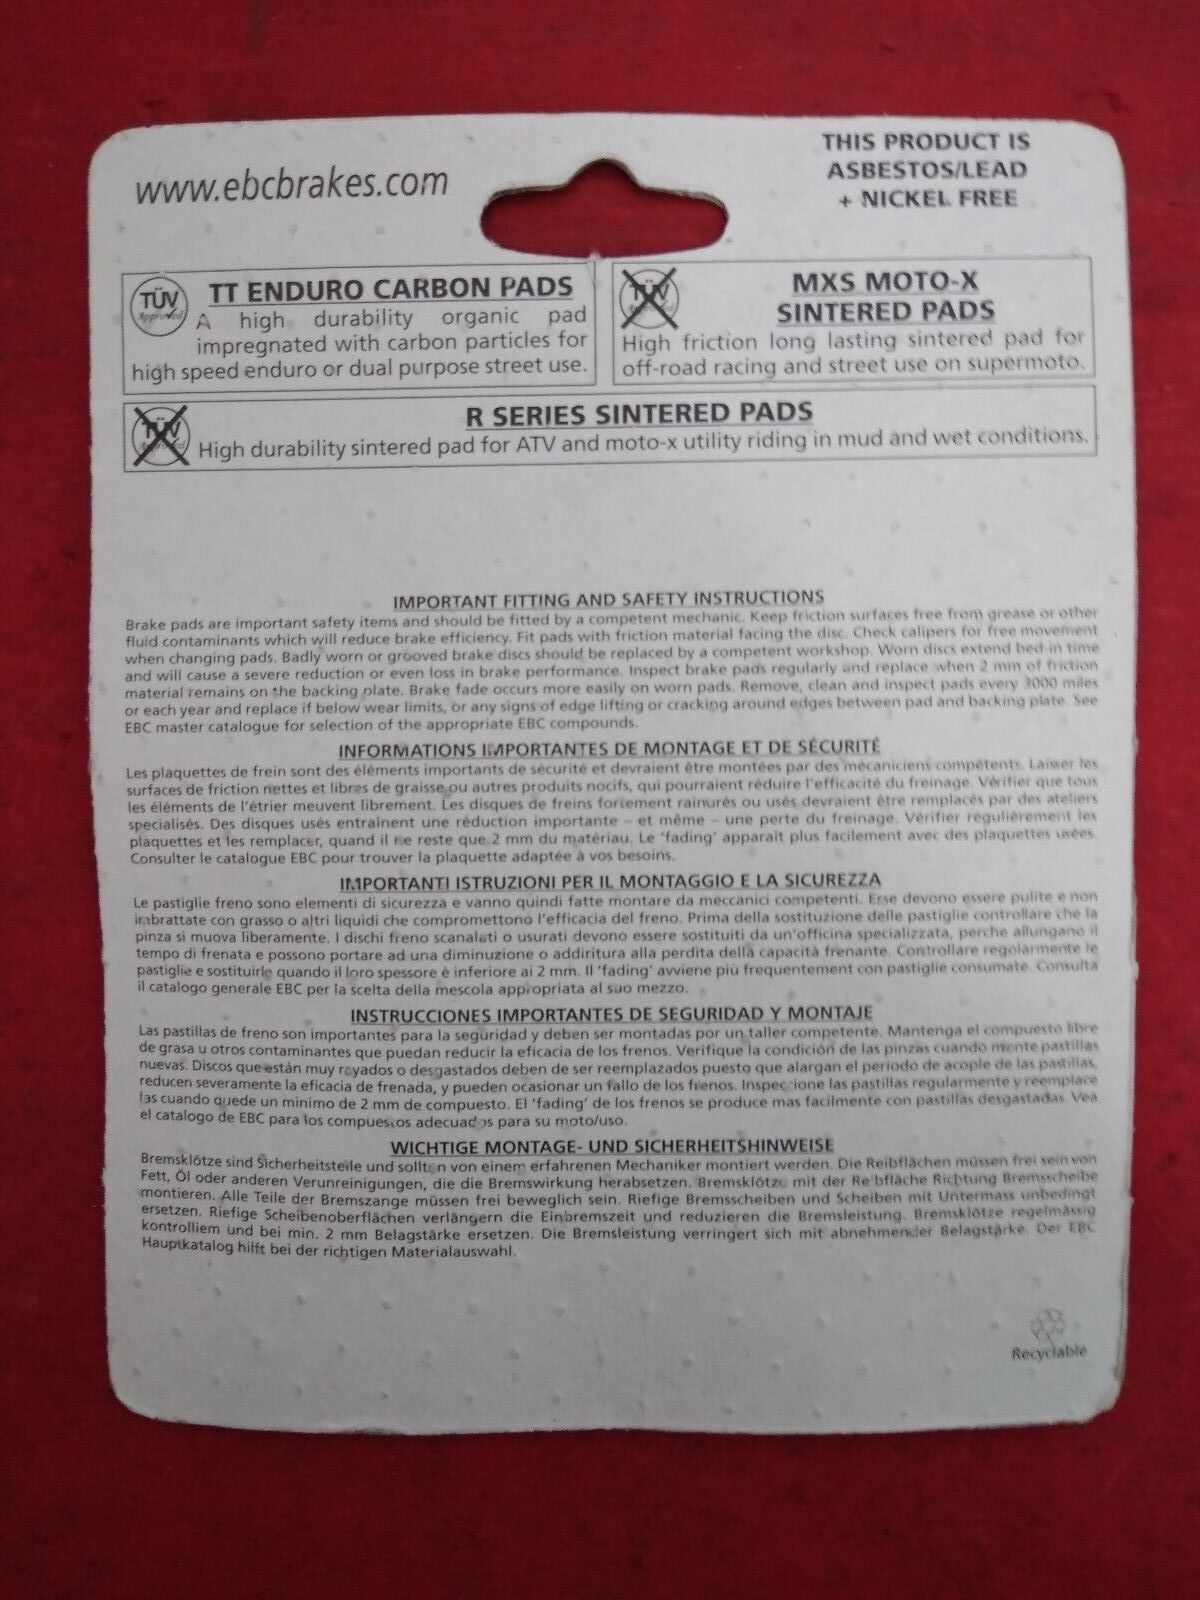 www.ebcbrakes.com
THIS PRODUCT IS
ASBESTOS/LEAD
+ NICKEL FREE
TÜV
Approved
TT ENDURO CARBON PADS
A high durability organic pad
impregnated with carbon particles for
high speed enduro or dual purpose street use.
TÜV
MXS MOTO-X
SINTERED PADS
High friction long lasting sintered pad for
off-road racing and street use on supermoto.
TÜV
R SERIES SINTERED PADS
High durability sintered pad for ATV and moto-x utility riding in mud and wet conditions.
IMPORTANT FITTING AND SAFETY INSTRUCTIONS
Brake pads are important safety items and should be fitted by a competent mechanic. Keep friction surfaces free from grease or other
fluid contaminants which will reduce brake efficiency. Fit pads with friction material facing the disc. Check calipers for free movement
when changing pads. Badly worn or grooved brake discs should be replaced by a competent workshop. Worn discs extend bed-in time
and will cause a severe reduction or even loss in brake performance. Inspect brake pads regularly and replace when 2 mm of friction
material remains on the backing plate. Brake fade occurs more easily on worn pads. Remove, clean and inspect pads every 3000 miles
or each year and replace if below wear limits, or any signs of edge lifting or cracking around edges between pad and backing plate. See
EBC master catalogue for selection of the appropriate EBC compounds.
INFORMATIONS IMPORTANTES DE MONTAGE ET DE SÉCURITÉ
Les plaquettes de frein sont des éléments importants de sécurité et devraient être montées par des mécaniciens compétents. Laisser les
surfaces de friction nettes et libres de graisse ou autres produits nocifs, qui pourraient réduire l'efficacité du freinage. Vérifier que tous
les éléments de l'étrier meuvent librement. Les disques de freins fortement rainurés ou usés devraient être remplacés par des ateliers
specialisés. Des disques usés entraînent une réduction importante – et même – une perte du freinage. Vérifier régulièrement les
plaquettes et les remplacer, quand il ne reste que 2 mm du matériau. Le 'fading' apparaît plus facilement avec des plaquettes usées.
Consulter le catalogue EBC pour trouver la plaquette adaptée à vos besoins.
IMPORTANTI ISTRUZIONI PER IL MONTAGGIO E LA SICUREZZA
Le pastiglie freno sono elementi di sicurezza e vanno quindi fatte montare da meccanici competenti. Esse devono essere pulite e non
imbrattate con grasso o altri liquidi che compromettono l'efficacia del freno. Prima della sostituzione delle pastiglie controllare che la
pinza si muova liberamente. I dischi freno scanalati o usurati devono essere sostituiti da un'officina specializzata, perche allungano il
tempo di frenata e possono portare ad una diminuzione o addiritura alla perdita della capacità frenante. Controllare regolarmente le
pastiglie e sostituirle quando il loro spessore è inferiore ai 2 mm. Il 'fading' avviene più frequentemente con pastiglie consumate. Consulta
il catalogo generale EBC per la scelta della mescola appropriata al suo mezzo.
INSTRUCCIONES IMPORTANTES DE SEGURIDAD Y MONTAJE
Las pastillas de freno son importantes para la seguridad y deben ser montadas por un taller competente. Mantenga el compuesto libre
de grasa u otros contaminantes que puedan reducir la eficacia de los frenos. Verifique la condición de las pinzas cuando monte pastillas
nuevas. Discos que están muy rayados o desgastados deben de ser reemplazados puesto que alargan el período de acople de las pastillas,
reducen severamente la eficacia de frenada, y pueden ocasionar un fallo de los frenos. Inspeccione las pastillas regularmente y reemplace
las cuando quede un minimo de 2 mm de compuesto. El 'fading' de los frenos se produce mas facilmente con pastillas desgastadas. Vea
el catalogo de EBC para los compuestos adecuados para su moto/uso.
WICHTIGE MONTAGE- UND SICHERHEITSHINWEISE
Bremsklötze sind Sicherheitsteile und sollten von einem erfahrenen Mechaniker montiert werden. Die Reibflächen müssen frei sein von
Fett, Öl oder anderen Verunreinigungen, die die Bremswirkung herabsetzen. Bremsklötze mit der Reibfläche Richtung Bremsscheibe
montieren. Alle Teile der Bremszange müssen frei beweglich sein. Riefige Bremsscheiben und Scheiben mit Untermass unbedingt
ersetzen. Riefige Scheibenoberflächen verlängern die Einbremszeit und reduzieren die Bremsleistung. Bremsklötze regelmässig
kontrolliem und bei min. 2 mm Belagstärke ersetzen. Die Bremsleistung verringert sich mit abnehmender Belagstärke. Der EBC
Hauptkatalog hilft bei der richtigen Materialauswahl.
Recyclable